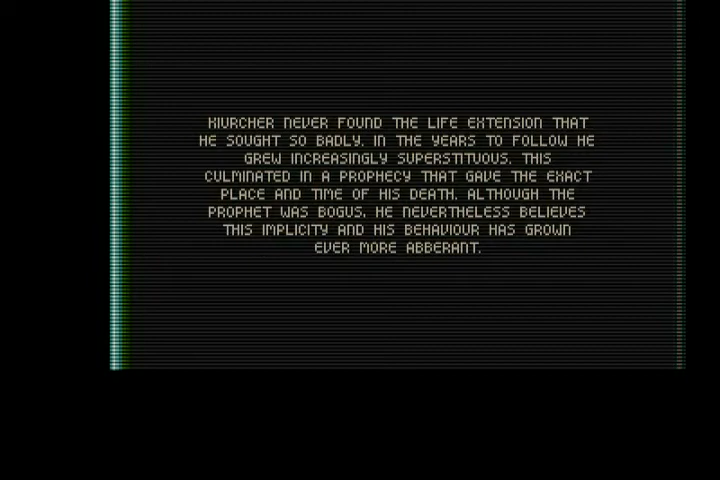 KIURCHER NEVER FOUND THE LIFE EXTENSION THAT
HE SOUGHT SO BADLY. IN THE YEARS TO FOLLOW HE
GREW INCREASINGLY SUPERSTITUOUS. THIS
CULMINATED IN A PROPHECY THAT GAVE THE EXACT
PLACE AND TIME OF HIS DEATH. ALTHOUGH THE
PROPHET WAS BOGUS, HE NEVERTHELESS BELIEVES
THIS IMPLICITY AND HIS BEHAVIOUR HAS GROWN
EVER MORE ABBERANT.